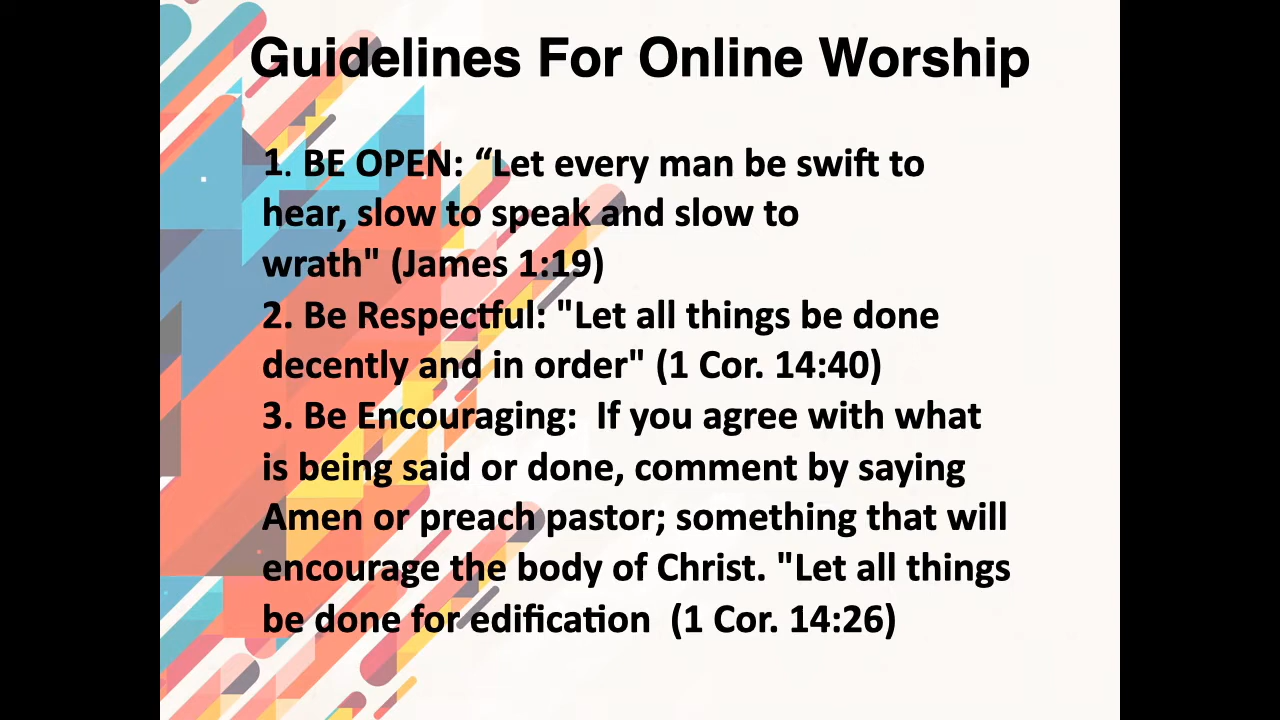 Guidelines For Online Worship
1. BE OPEN: “Let every man be swift to
hear, slow to speak and slow to
wrath" (James 1:19)
2. Be Respectful: "Let all things be done
decently and in order" (1 Cor. 14:40)
3. Be Encouraging:  If you agree with what
is being said or done, comment by saying
Amen or preach pastor; something that will
encourage the body of Christ. "Let all things
be done for edification  (1 Cor. 14:26)